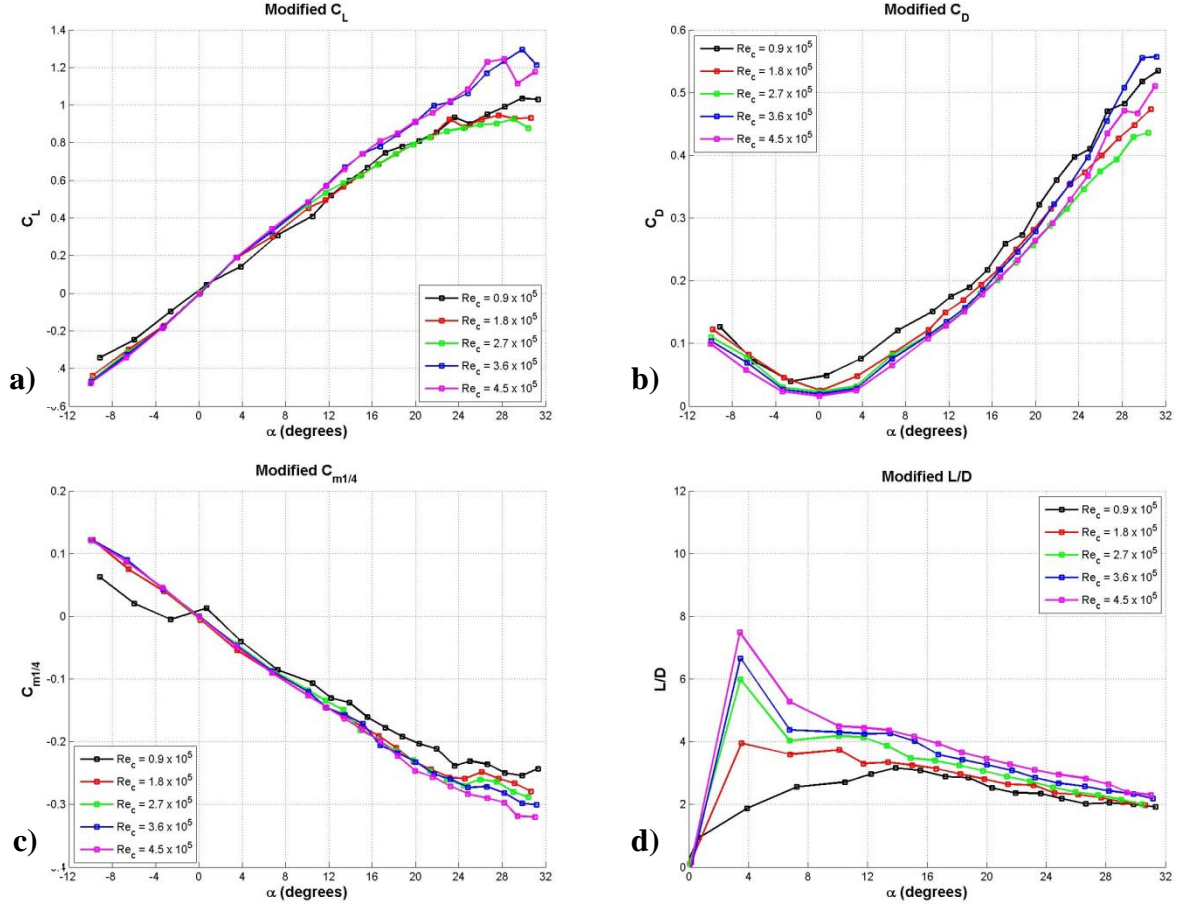 Modified C_L
1.4
1.2
1
0.8
0.6
0.4
0.2
0
-0.2
-0.4
-0.6
C_L
Re_c = 0.9 x 10^5
Re_c = 1.8 x 10^5
Re_c = 2.7 x 10^5
Re_c = 3.6 x 10^5
Re_c = 4.5 x 10^5
-12 -8 -4 0 4 8 12 16 20 24 28 32
α (degrees)
a)
Modified C_D
0.6
0.5
0.4
0.3
0.2
0.1
0
C_D
Re_c = 0.9 x 10^5
Re_c = 1.8 x 10^5
Re_c = 2.7 x 10^5
Re_c = 3.6 x 10^5
Re_c = 4.5 x 10^5
-12 -8 -4 0 4 8 12 16 20 24 28 32
α (degrees)
b)
Modified C_m1/4
0.2
0.1
0
-0.1
-0.2
-0.3
C_m1/4
Re_c = 0.9 x 10^5
Re_c = 1.8 x 10^5
Re_c = 2.7 x 10^5
Re_c = 3.6 x 10^5
Re_c = 4.5 x 10^5
-12 -8 -4 0 4 8 12 16 20 24 28 32
α (degrees)
c)
Modified L/D
12
10
8
6
4
2
0
L/D
Re_c = 0.9 x 10^5
Re_c = 1.8 x 10^5
Re_c = 2.7 x 10^5
Re_c = 3.6 x 10^5
Re_c = 4.5 x 10^5
0 4 8 12 16 20 24 28 32
α (degrees)
d)